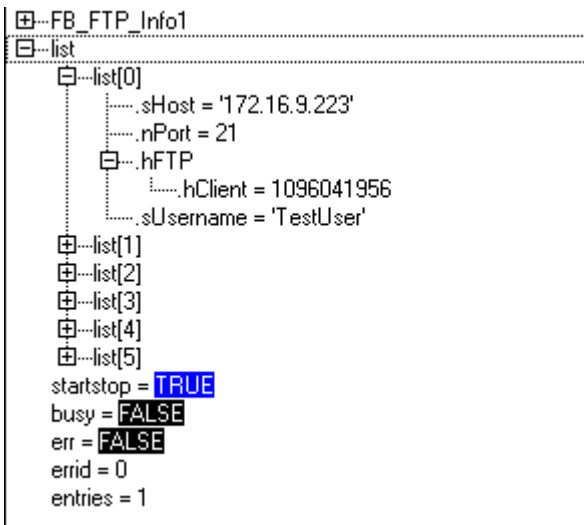 FB_FTP_Info1
list
list[0]
.sHost = '172.16.9.223'
.nPort = 21
.hFTP
.hClient = 1096041956
.sUsername = 'TestUser'
list[1]
list[2]
list[3]
list[4]
list[5]
startstop = TRUE
busy = FALSE
err = FALSE
errid = 0
entries = 1